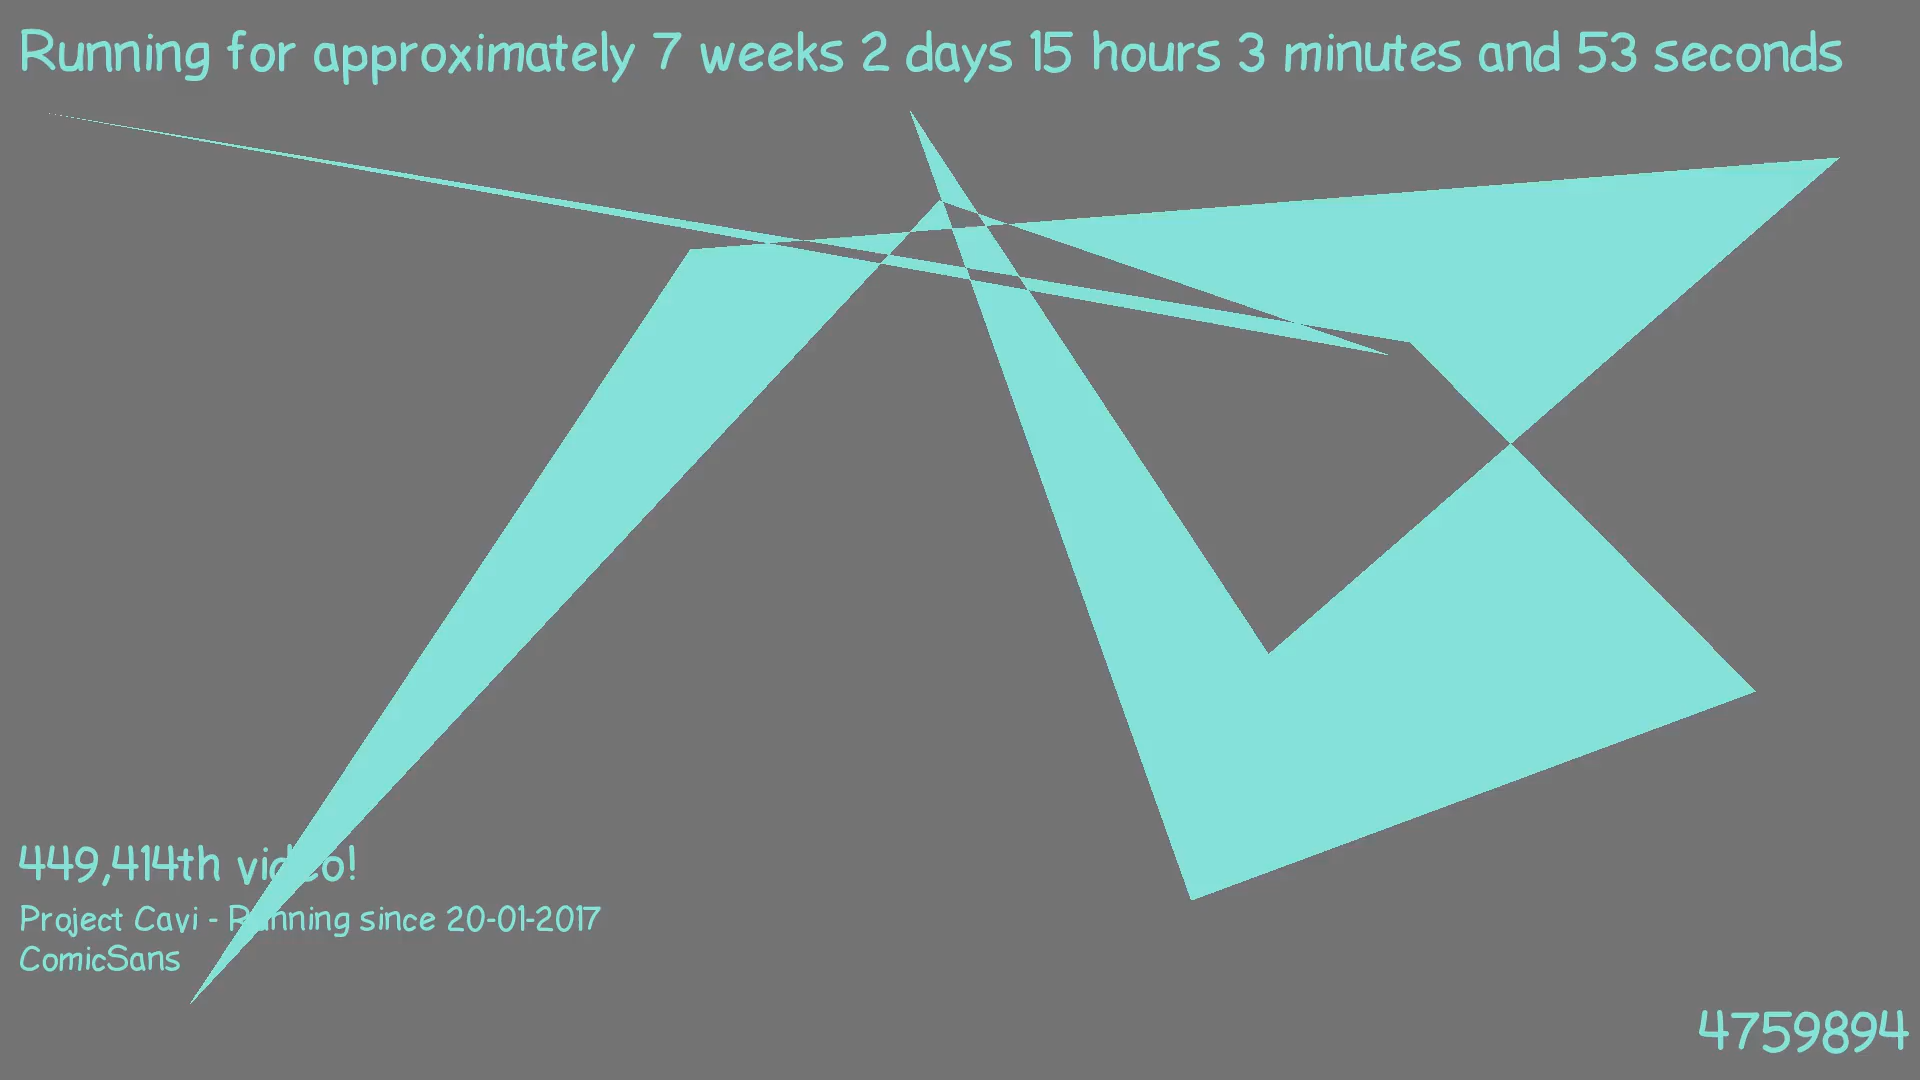 Running for approximately 7 weeks 2 days 15 hours 3 minutes and 53 seconds
449,414th video!
Project Cavi - Running since 20-01-2017
ComicSans
4759894